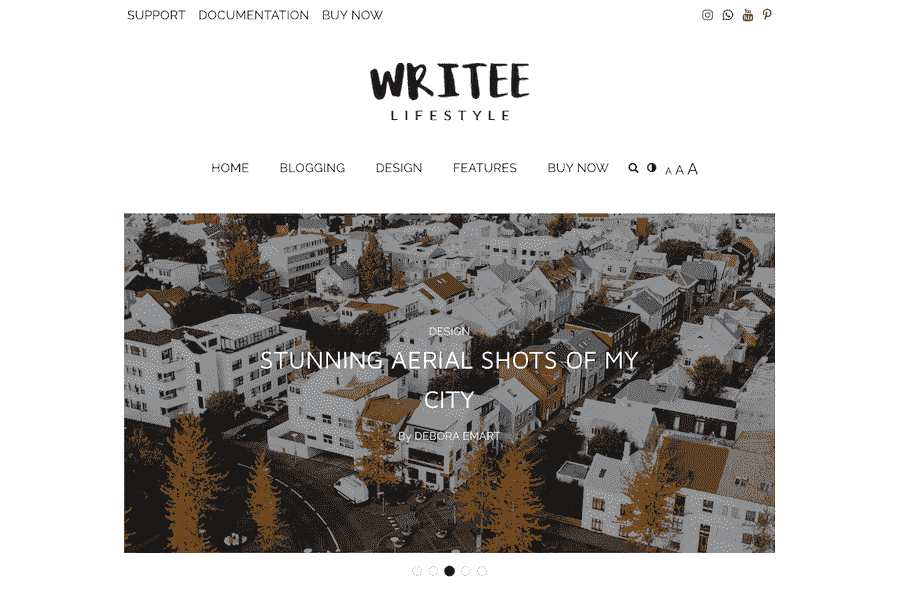 SUPPORT DOCUMENTATION BUY NOW
WRITEE
LIFESTYLE
HOME BLOGGING DESIGN FEATURES BUY NOW A A A
DESIGN
STUNNING AERIAL SHOTS OF MY
CITY
By DEBORA EMART